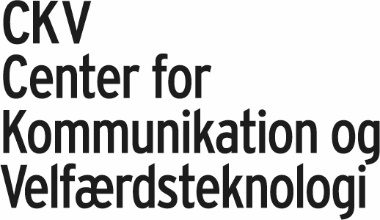 CKV
Center for
Kommunikation og
Velfærdsteknologi